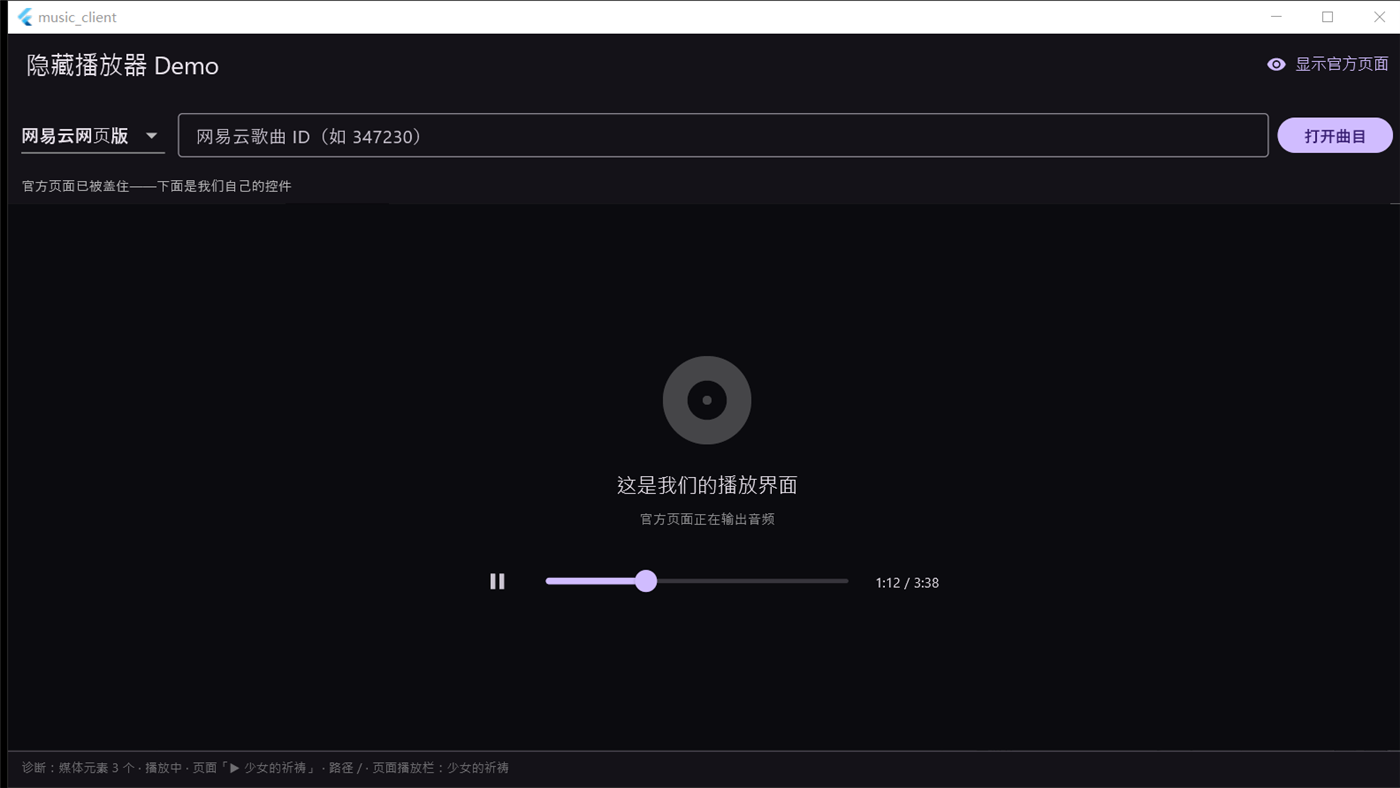 music_client
隐藏播放器 Demo
显示官方页面
网易云网页版
网易云歌曲 ID（如 347230）
打开曲目
官方页面已被盖住——下面是我们自己的控件
这是我们的播放界面
官方页面正在输出音频
1:12 / 3:38
诊断：媒体元素 3 个 · 播放中 · 页面「▶ 少女的祈祷」 · 路径 / · 页面播放栏：少女的祈祷